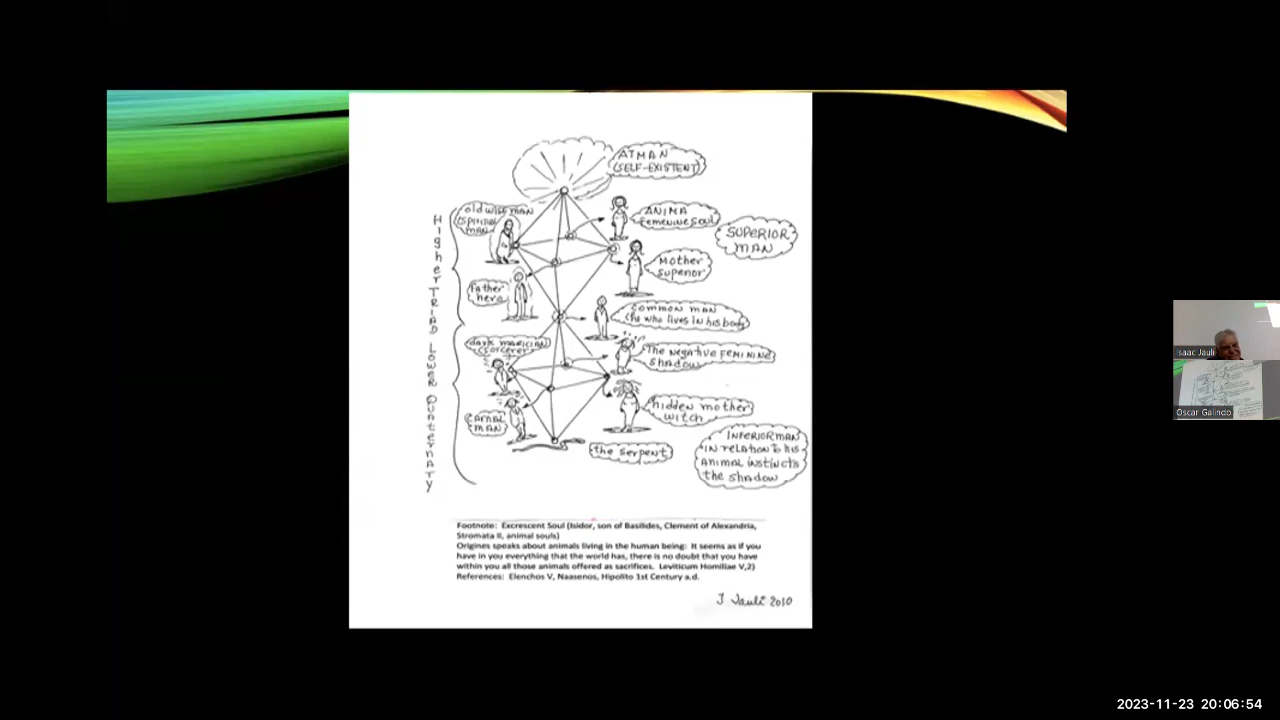 ATMAN
(SELF-EXISTENT)
old wise MAN
(spiritual
MAN)
ANIMA
Femenine soul
SUPERIOR
MAN
Mother
superior
Father
hero
COMMON MAN
(he who lives in his body)
dark magician
(sorcerer)
The Negative Feminine
shadow
CARNAL
MAN
hidden mother
witch
the serpent
INFERIOR MAN
IN RELATION to his
ANIMAL INSTINCTS
the shadow
HigheR TRIAD LOWER QUATERNATY
Footnote: Excrescent Soul (Isidor, son of Basilides, Clement of Alexandria,
Stromata II, animal souls)
Origines speaks about animals living in the human being: It seems as if you
have in you everything that the world has, there is no doubt that you have
within you all those animals offered as sacrifices. Leviticum Homiliae V,2)
References: Elenchos V, Naasenos, Hipolito 1st Century a.d.
J Jauli 2010
Isaac Jauli
Oscar Galindo
2023-11-23 20:06:54